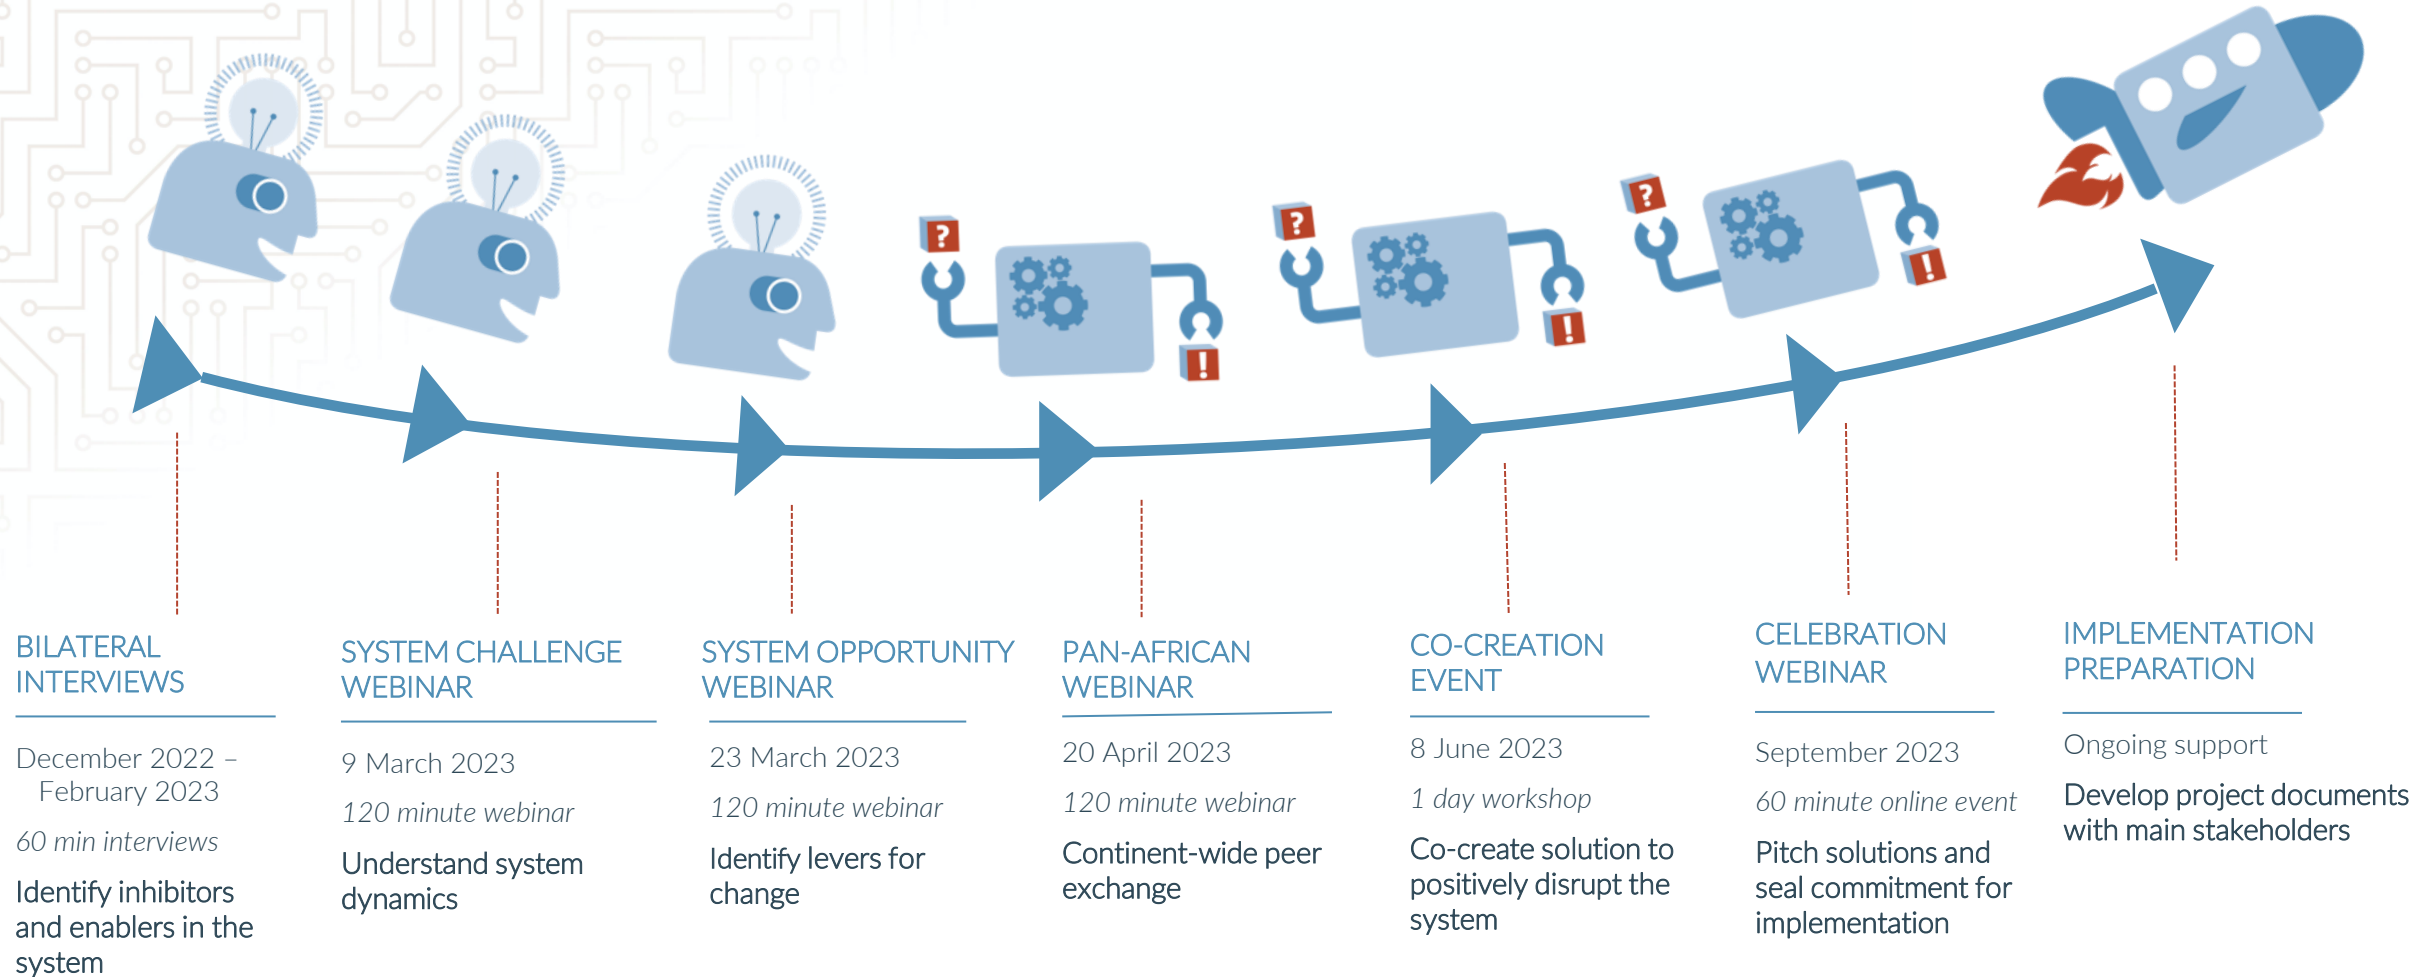 ?
!
?
!
?
!
BILATERAL
INTERVIEWS
December 2022 –
February 2023
60 min interviews
Identify inhibitors
and enablers in the
system
SYSTEM CHALLENGE
WEBINAR
9 March 2023
120 minute webinar
Understand system
dynamics
SYSTEM OPPORTUNITY
WEBINAR
23 March 2023
120 minute webinar
Identify levers for
change
PAN-AFRICAN
WEBINAR
20 April 2023
120 minute webinar
Continent-wide peer
exchange
CO-CREATION
EVENT
8 June 2023
1 day workshop
Co-create solution to
positively disrupt the
system
CELEBRATION
WEBINAR
September 2023
60 minute online event
Pitch solutions and
seal commitment for
implementation
IMPLEMENTATION
PREPARATION
Ongoing support
Develop project documents
with main stakeholders